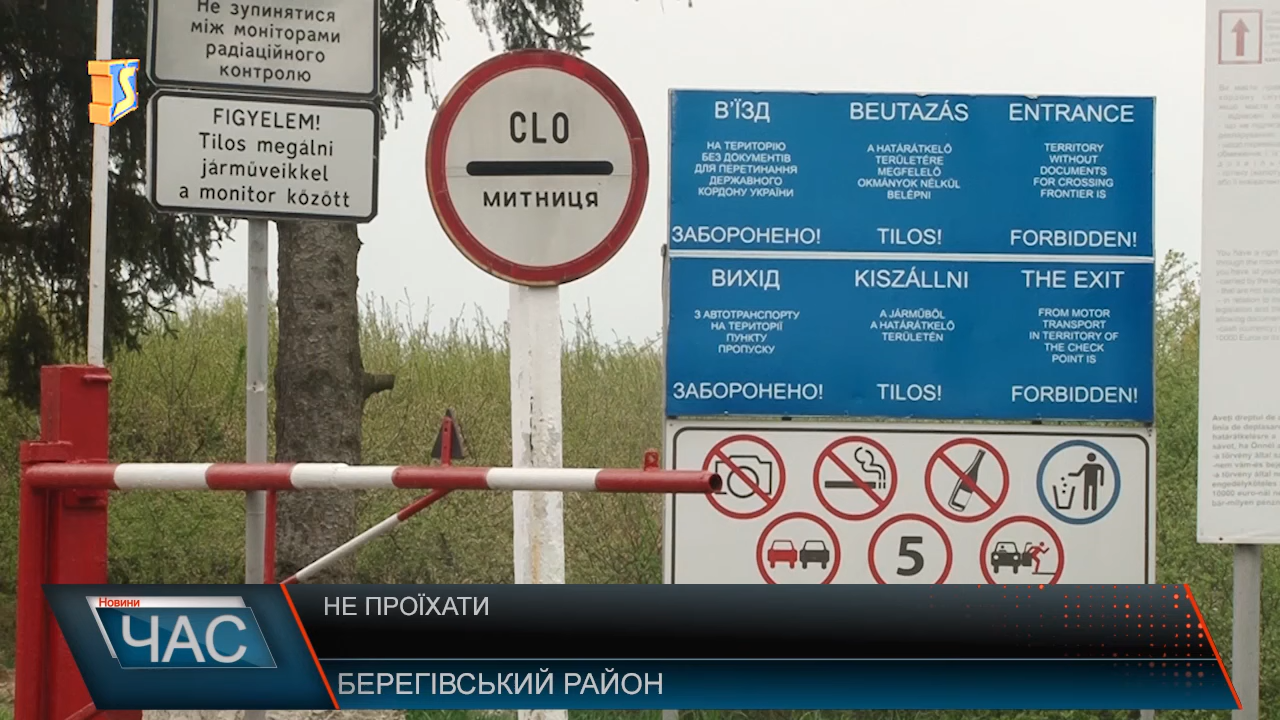 Не зупинятися
між моніторами
радіаційного
контролю
FIGYELEM!
Tilos megálni
járműveikkel
a monitor között
CLO
МИТНИЦЯ
В'ЇЗД
НА ТЕРИТОРІЮ
БЕЗ ДОКУМЕНТІВ
ДЛЯ ПЕРЕТИНАННЯ
ДЕРЖАВНОГО
КОРДОНУ УКРАЇНИ
ЗАБОРОНЕНО!
BEUTAZÁS
A HATÁRÁTKELŐ
TERÜLETÉRE
MEGFELELŐ
OKMÁNYOK NÉLKÜL
BELÉPNI
TILOS!
ENTRANCE
TERRITORY
WITHOUT
DOCUMENTS
FOR CROSSING
FRONTIER IS
FORBIDDEN!
ВИХІД
З АВТОТРАНСПОРТУ
НА ТЕРИТОРІЇ
ПУНКТУ
ПРОПУСКУ
ЗАБОРОНЕНО!
KISZÁLLNI
A JÁRMŰBŐL
A HATÁRÁTKELŐ
TERÜLETÉN
TILOS!
THE EXIT
FROM MOTOR
TRANSPORT
IN TERRITORY OF
THE CHECK
POINT IS
FORBIDDEN!
5
Новини
ЧАС
НЕ ПРОЇХАТИ
БЕРЕГІВСЬКИЙ РАЙОН